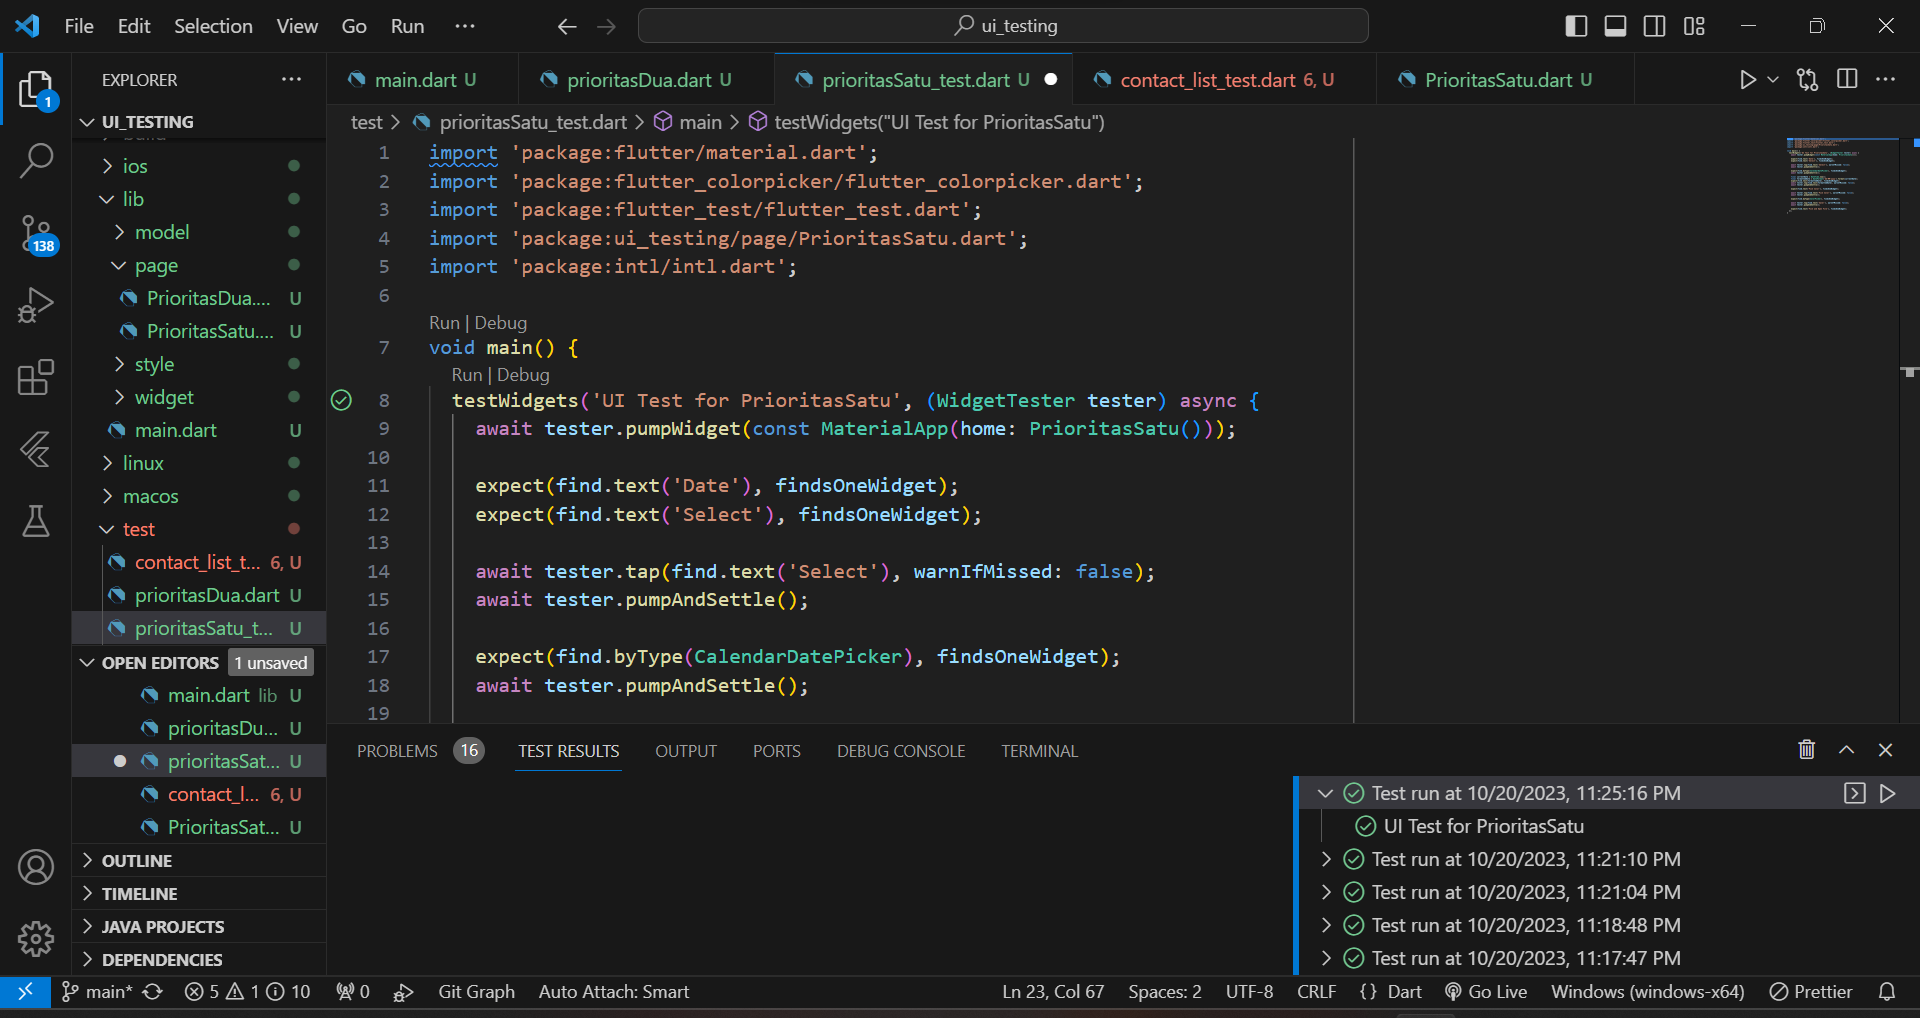 File Edit Selection View Go Run ···
ui_testing
EXPLORER
main.dart U
prioritasDua.dart U
prioritasSatu_test.dart U
contact_list_test.dart 6, U
PrioritasSatu.dart U
1
138
UI_TESTING
ios
lib
model
page
PrioritasDua.... U
PrioritasSatu.... U
style
widget
main.dart U
linux
macos
test
contact_list_t... 6, U
prioritasDua.dart U
prioritasSatu_t... U
OPEN EDITORS 1 unsaved
main.dart lib U
prioritasDu... U
prioritasSat... U
contact_l... 6, U
PrioritasSat... U
OUTLINE
TIMELINE
JAVA PROJECTS
DEPENDENCIES
test > prioritasSatu_test.dart > main > testWidgets("UI Test for PrioritasSatu")
1 import 'package:flutter/material.dart';
2 import 'package:flutter_colorpicker/flutter_colorpicker.dart';
3 import 'package:flutter_test/flutter_test.dart';
4 import 'package:ui_testing/page/PrioritasSatu.dart';
5 import 'package:intl/intl.dart';
6
Run | Debug
7 void main() {
Run | Debug
8 testWidgets('UI Test for PrioritasSatu', (WidgetTester tester) async {
9 await tester.pumpWidget(const MaterialApp(home: PrioritasSatu()));
10
11 expect(find.text('Date'), findsOneWidget);
12 expect(find.text('Select'), findsOneWidget);
13
14 await tester.tap(find.text('Select'), warnIfMissed: false);
15 await tester.pumpAndSettle();
16
17 expect(find.byType(CalendarDatePicker), findsOneWidget);
18 await tester.pumpAndSettle();
19
PROBLEMS 16 TEST RESULTS OUTPUT PORTS DEBUG CONSOLE TERMINAL
Test run at 10/20/2023, 11:25:16 PM
UI Test for PrioritasSatu
Test run at 10/20/2023, 11:21:10 PM
Test run at 10/20/2023, 11:21:04 PM
Test run at 10/20/2023, 11:18:48 PM
Test run at 10/20/2023, 11:17:47 PM
main* 5 1 10 0 Git Graph Auto Attach: Smart Ln 23, Col 67 Spaces: 2 UTF-8 CRLF {} Dart Go Live Windows (windows-x64) Prettier